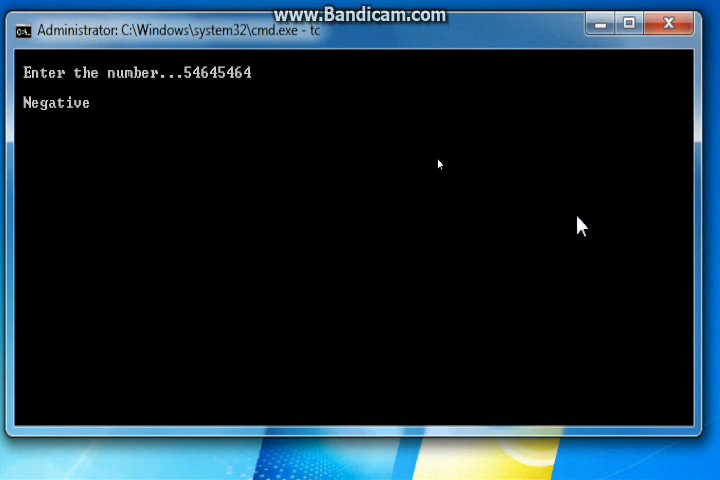 www.Bandicam.com
Administrator: C:\Windows\system32\cmd.exe - tc
Enter the number...54645464
Negative